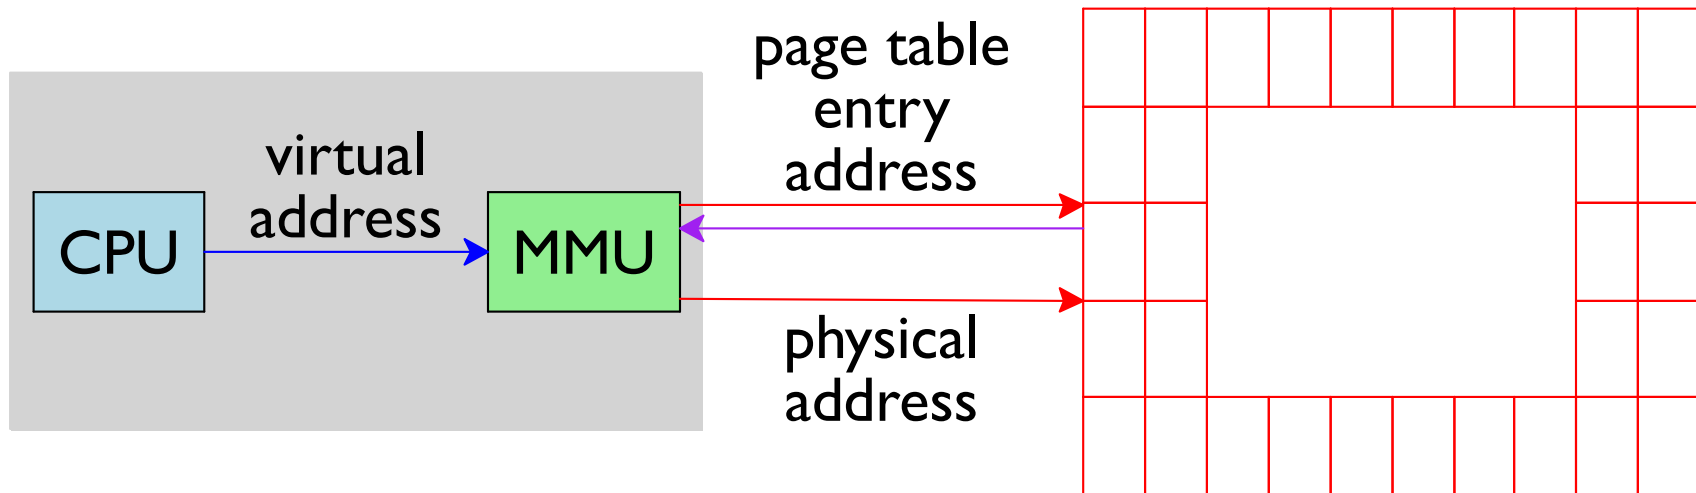 page table
entry
address
virtual
address
CPU
MMU
physical
address